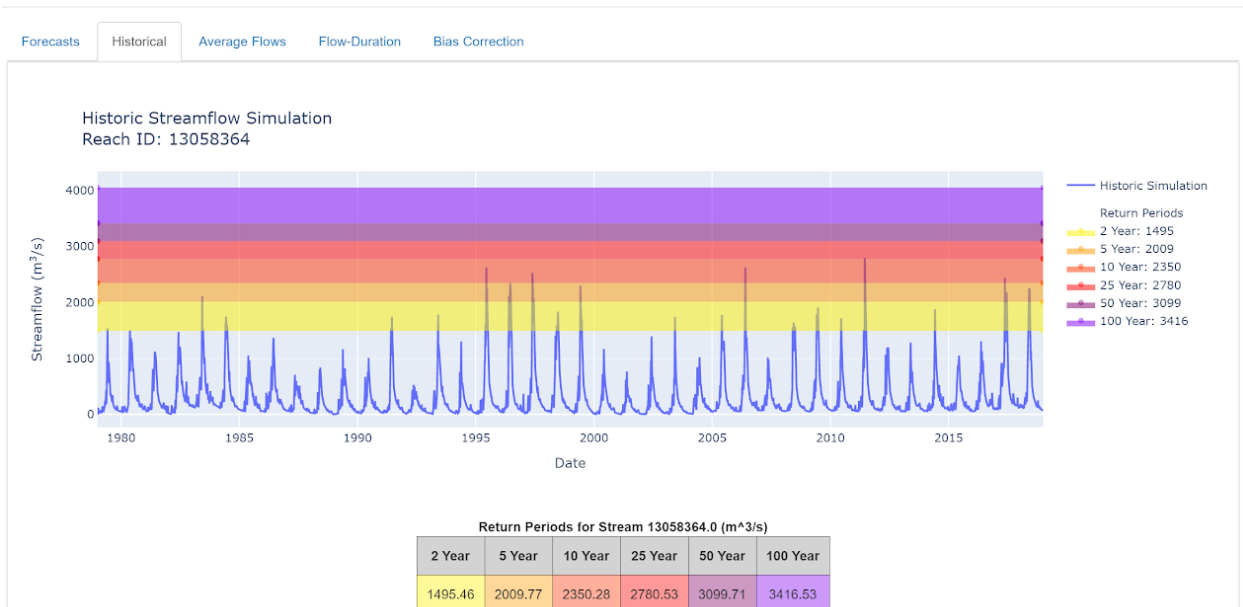 Forecasts Historical Average Flows Flow-Duration Bias Correction
Historic Streamflow Simulation
Reach ID: 13058364
4000
3000
2000
1000
0
Streamflow (m³/s)
1980 1985 1990 1995 2000 2005 2010 2015
Date
Historic Simulation
Return Periods
2 Year: 1495
5 Year: 2009
10 Year: 2350
25 Year: 2780
50 Year: 3099
100 Year: 3416
Return Periods for Stream 13058364.0 (m^3/s)
2 Year 5 Year 10 Year 25 Year 50 Year 100 Year
1495.46 2009.77 2350.28 2780.53 3099.71 3416.53